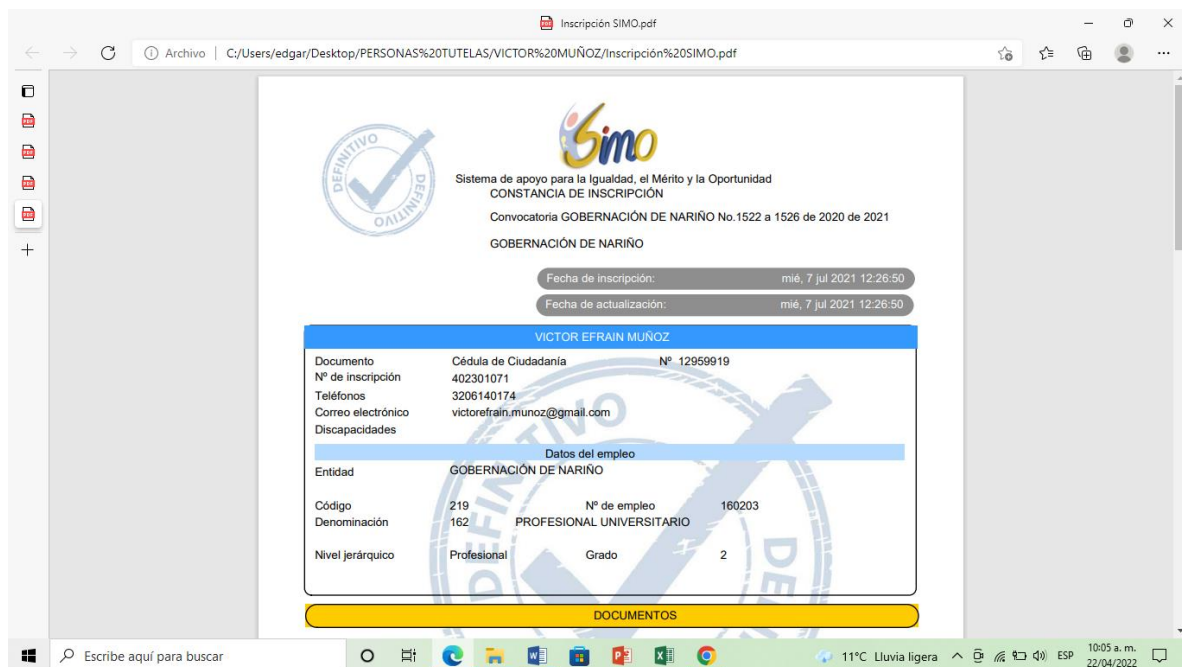 Inscripción SIMO.pdf
Archivo | C:/Users/edgar/Desktop/PERSONAS%20TUTELAS/VICTOR%20MUÑOZ/Inscripción%20SIMO.pdf
DEFINITIVO DEFINITIVO
Simo
Sistema de apoyo para la Igualdad, el Mérito y la Oportunidad
CONSTANCIA DE INSCRIPCIÓN
Convocatoria GOBERNACIÓN DE NARIÑO No.1522 a 1526 de 2020 de 2021
GOBERNACIÓN DE NARIÑO
Fecha de inscripción: mié, 7 jul 2021 12:26:50
Fecha de actualización: mié, 7 jul 2021 12:26:50
VICTOR EFRAIN MUÑOZ
Documento Cédula de Ciudadanía Nº 12959919
Nº de inscripción 402301071
Teléfonos 3206140174
Correo electrónico victorefrain.munoz@gmail.com
Discapacidades
Datos del empleo
Entidad GOBERNACIÓN DE NARIÑO
Código 219 Nº de empleo 160203
Denominación 162 PROFESIONAL UNIVERSITARIO
Nivel jerárquico Profesional Grado 2
DOCUMENTOS
Escribe aquí para buscar 11°C Lluvia ligera ESP 10:05 a. m.
22/04/2022